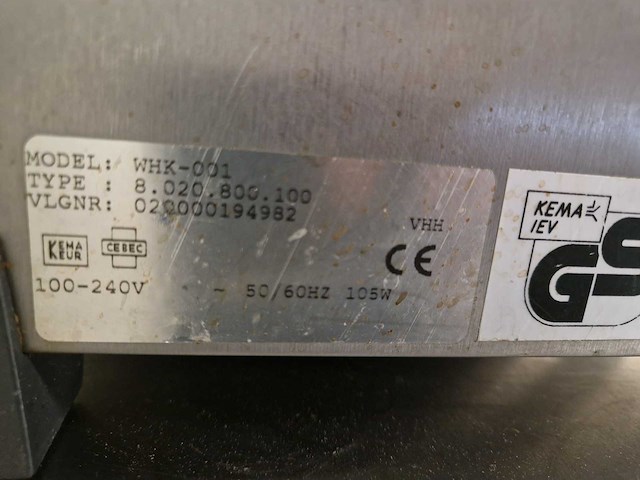 MODEL: WHK-001
TYPE : 8.020.800.100
VLGNR: 020000194982
VHH
KEMA
KEUR
CEBEC
CE
100-240V ~ 50/60HZ 105W
KEMA
IEV
GS